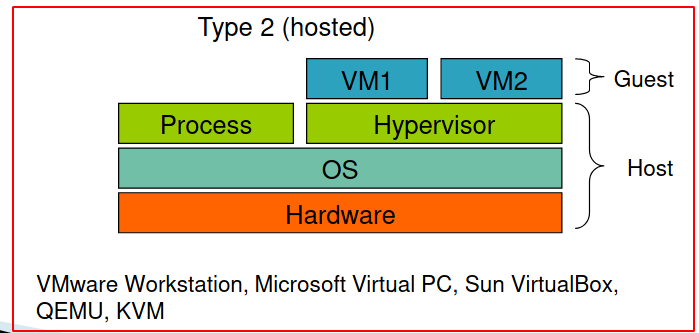 Type 2 (hosted)
VM1
VM2
Guest
Process
Hypervisor
OS
Host
Hardware
VMware Workstation, Microsoft Virtual PC, Sun VirtualBox,
QEMU, KVM